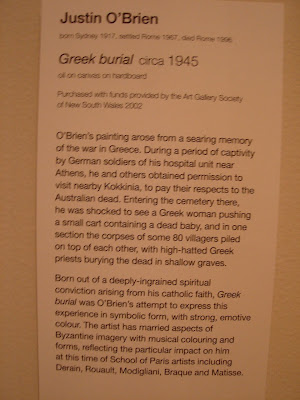 Justin O'Brien
born Sydney 1917, settled Rome 1967, died Rome 1996
Greek burial circa 1945
oil on canvas on hardboard
Purchased with funds provided by the Art Gallery Society
of New South Wales 2002
O'Brien's painting arose from a searing memory
of the war in Greece. During a period of captivity
by German soldiers of his hospital unit near
Athens, he and others obtained permission to
visit nearby Kokkinia, to pay their respects to the
Australian dead. Entering the cemetery there,
he was shocked to see a Greek woman pushing
a small cart containing a dead baby, and in one
section the corpses of some 80 villagers piled
on top of each other, with high-hatted Greek
priests burying the dead in shallow graves.
Born out of a deeply-ingrained spiritual
conviction arising from his catholic faith, Greek
burial was O'Brien's attempt to express this
experience in symbolic form, with strong, emotive
colour. The artist has married aspects of
Byzantine imagery with musical colouring and
forms, reflecting the particular impact on him
at this time of School of Paris artists including
Derain, Rouault, Modigliani, Braque and Matisse.